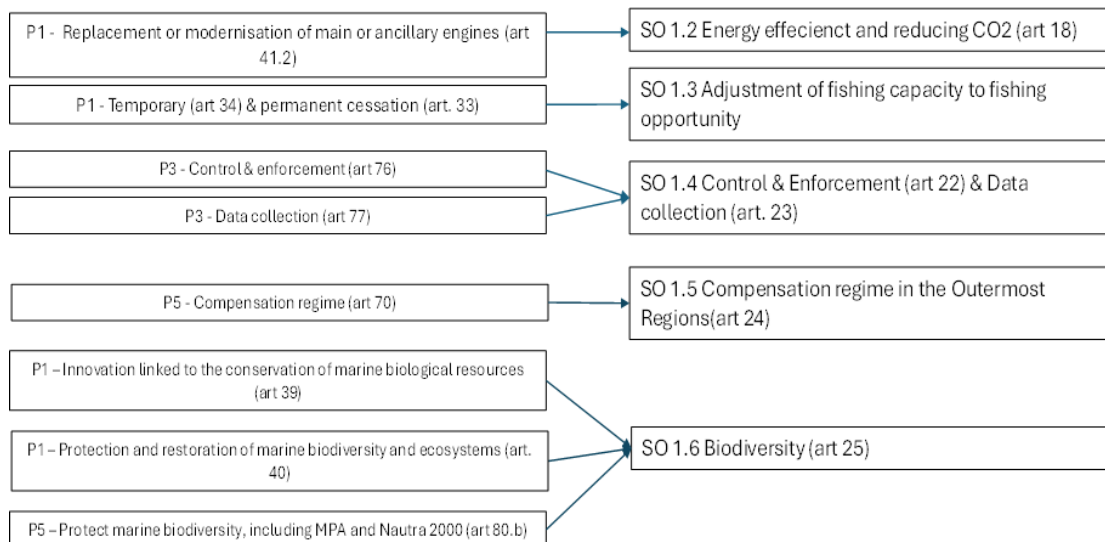 P1 - Replacement or modernisation of main or ancillary engines (art
41.2)
SO 1.2 Energy effecienct and reducing CO2 (art 18)
P1 - Temporary (art 34) & permanent cessation (art. 33)
SO 1.3 Adjustment of fishing capacity to fishing
opportunity
P3 - Control & enforcement (art 76)
P3 - Data collection (art 77)
SO 1.4 Control & Enforcement (art 22) & Data
collection (art. 23)
P5 - Compensation regime (art 70)
SO 1.5 Compensation regime in the Outermost
Regions(art 24)
P1 – Innovation linked to the conservation of marine biological resources
(art 39)
P1 – Protection and restoration of marine biodiversity and ecosystems (art.
40)
P5 – Protect marine biodiversity, including MPA and Nautra 2000 (art 80.b)
SO 1.6 Biodiversity (art 25)